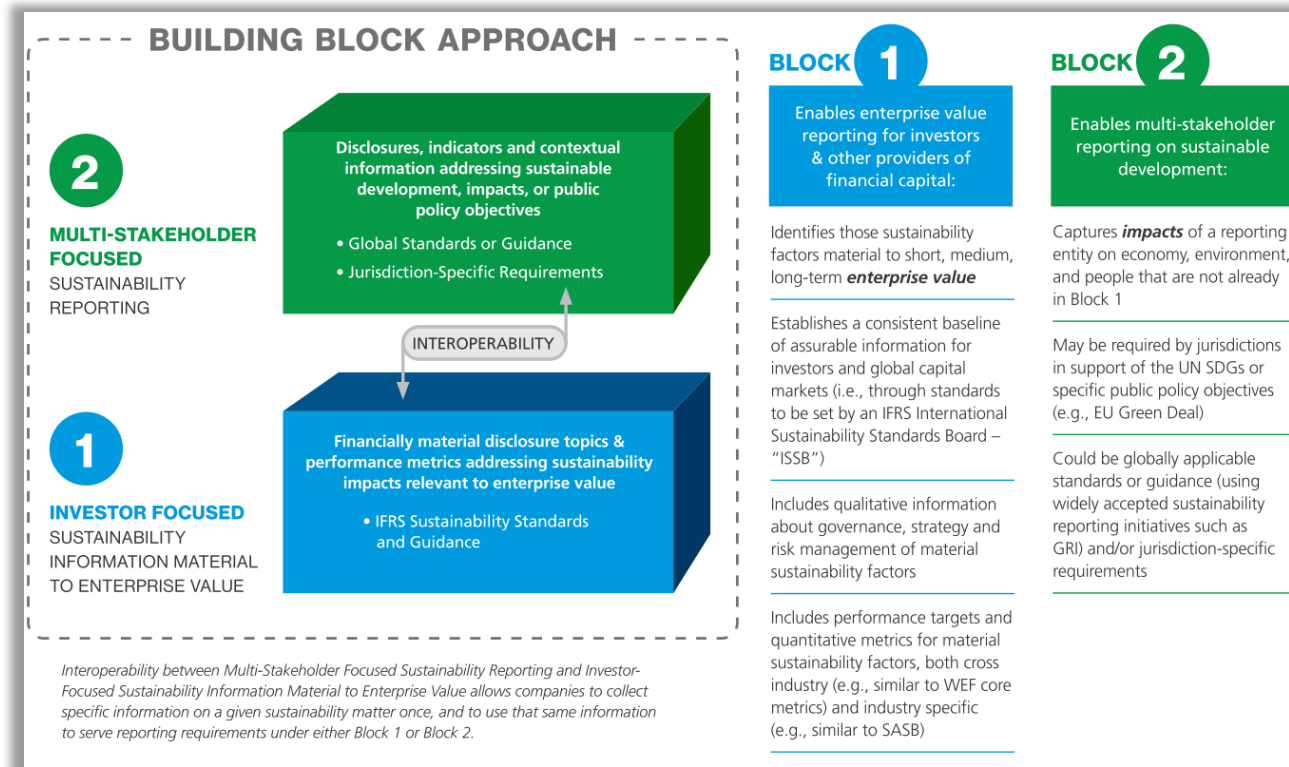 BUILDING BLOCK APPROACH
2
MULTI-STAKEHOLDER
FOCUSED
SUSTAINABILITY
REPORTING
Disclosures, indicators and contextual
information addressing sustainable
development, impacts, or public
policy objectives
• Global Standards or Guidance
• Jurisdiction-Specific Requirements
INTEROPERABILITY
1
INVESTOR FOCUSED
SUSTAINABILITY
INFORMATION MATERIAL
TO ENTERPRISE VALUE
Financially material disclosure topics &
performance metrics addressing sustainability
impacts relevant to enterprise value
• IFRS Sustainability Standards
and Guidance
Interoperability between Multi-Stakeholder Focused Sustainability Reporting and Investor-
Focused Sustainability Information Material to Enterprise Value allows companies to collect
specific information on a given sustainability matter once, and to use that same information
to serve reporting requirements under either Block 1 or Block 2.
BLOCK 1
Enables enterprise value
reporting for investors
& other providers of
financial capital:
Identifies those sustainability
factors material to short, medium,
long-term enterprise value
Establishes a consistent baseline
of assurable information for
investors and global capital
markets (i.e., through standards
to be set by an IFRS International
Sustainability Standards Board –
“ISSB”)
Includes qualitative information
about governance, strategy and
risk management of material
sustainability factors
Includes performance targets and
quantitative metrics for material
sustainability factors, both cross
industry (e.g., similar to WEF core
metrics) and industry specific
(e.g., similar to SASB)
BLOCK 2
Enables multi-stakeholder
reporting on sustainable
development:
Captures impacts of a reporting
entity on economy, environment,
and people that are not already
in Block 1
May be required by jurisdictions
in support of the UN SDGs or
specific public policy objectives
(e.g., EU Green Deal)
Could be globally applicable
standards or guidance (using
widely accepted sustainability
reporting initiatives such as
GRI) and/or jurisdiction-specific
requirements